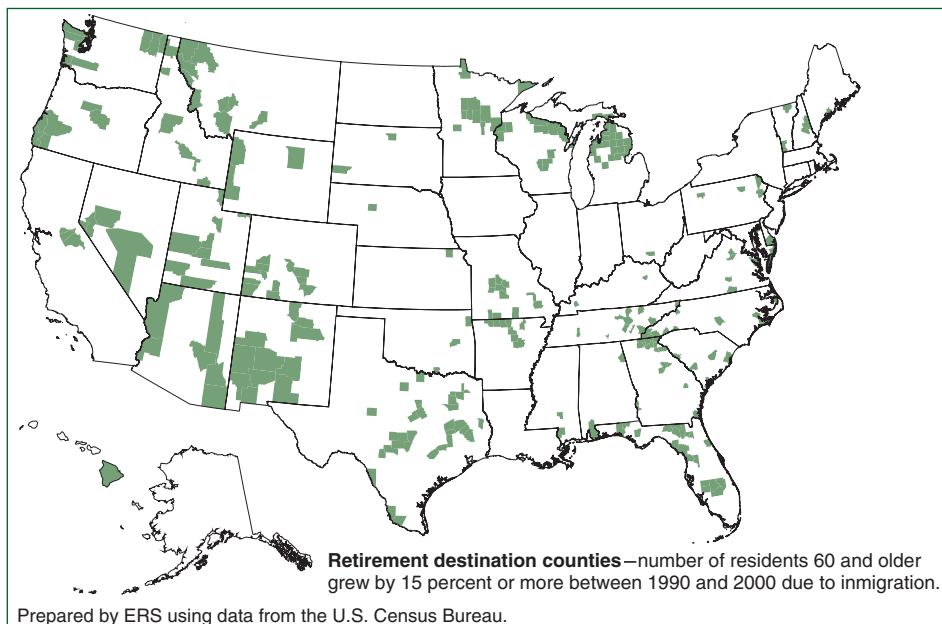 Retirement destination counties—number of residents 60 and older
grew by 15 percent or more between 1990 and 2000 due to inmigration.
Prepared by ERS using data from the U.S. Census Bureau.